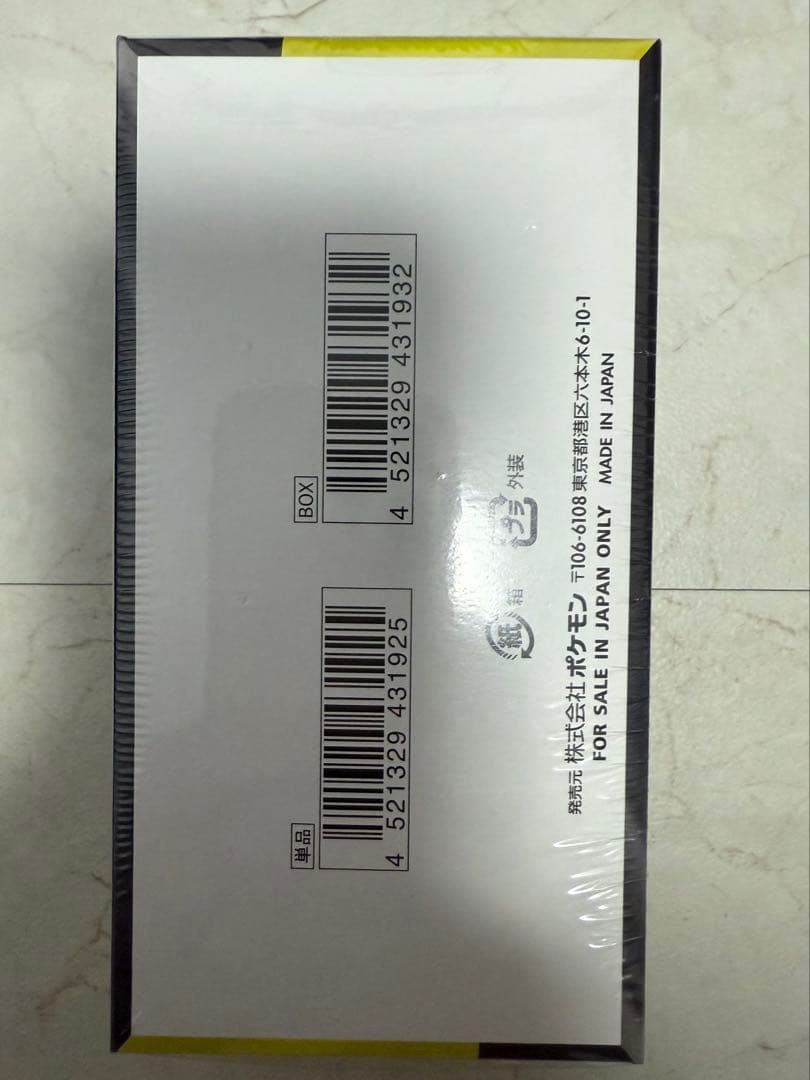 単品
4 521329 431925
BOX
4 521329 431932
紙 箱
プラ 外装
発売元 株式会社ポケモン 〒106-6108 東京都港区六本木6-10-1
FOR SALE IN JAPAN ONLY MADE IN JAPAN